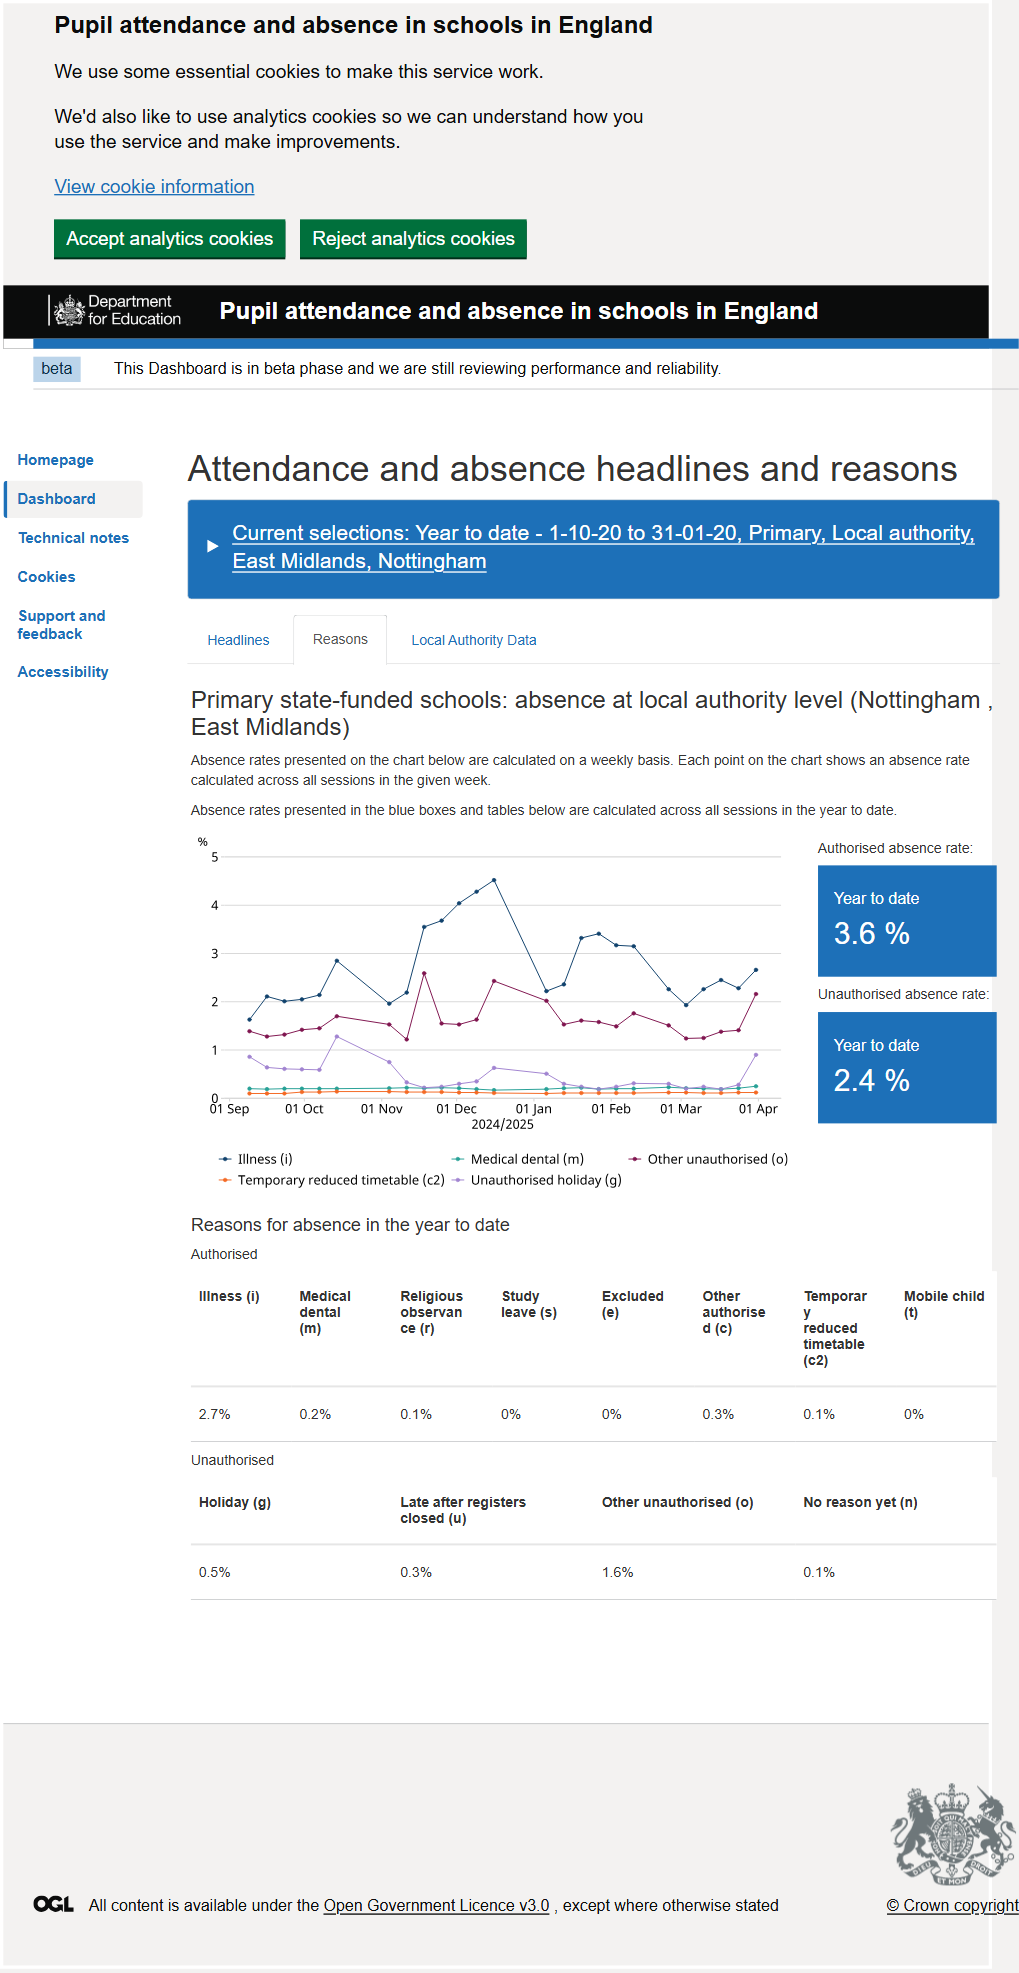 Pupil attendance and absence in schools in England
We use some essential cookies to make this service work.
We'd also like to use analytics cookies so we can understand how you
use the service and make improvements.
View cookie information
Accept analytics cookies
Reject analytics cookies
Department
for Education
Pupil attendance and absence in schools in England
beta
This Dashboard is in beta phase and we are still reviewing performance and reliability.
Homepage
Dashboard
Technical notes
Cookies
Support and
feedback
Accessibility
Attendance and absence headlines and reasons
Current selections: Year to date - 1-10-20 to 31-01-20, Primary, Local authority,
East Midlands, Nottingham
Headlines
Reasons
Local Authority Data
Primary state-funded schools: absence at local authority level (Nottingham ,
East Midlands)
Absence rates presented on the chart below are calculated on a weekly basis. Each point on the chart shows an absence rate
calculated across all sessions in the given week.
Absence rates presented in the blue boxes and tables below are calculated across all sessions in the year to date.
%
5
4
3
2
1
0
01 Sep
01 Oct
01 Nov
01 Dec
01 Jan
01 Feb
01 Mar
01 Apr
2024/2025
Illness (i)
Medical dental (m)
Other unauthorised (o)
Temporary reduced timetable (c2)
Unauthorised holiday (g)
Authorised absence rate:
Year to date
3.6 %
Unauthorised absence rate:
Year to date
2.4 %
Reasons for absence in the year to date
Authorised
Illness (i)
Medical
dental
(m)
Religious
observan
ce (r)
Study
leave (s)
Excluded
(e)
Other
authorise
d (c)
Temporar
y
reduced
timetable
(c2)
Mobile child
(t)
2.7%
0.2%
0.1%
0%
0%
0.3%
0.1%
0%
Unauthorised
Holiday (g)
Late after registers
closed (u)
Other unauthorised (o)
No reason yet (n)
0.5%
0.3%
1.6%
0.1%
OGL
All content is available under the Open Government Licence v3.0 , except where otherwise stated
© Crown copyright